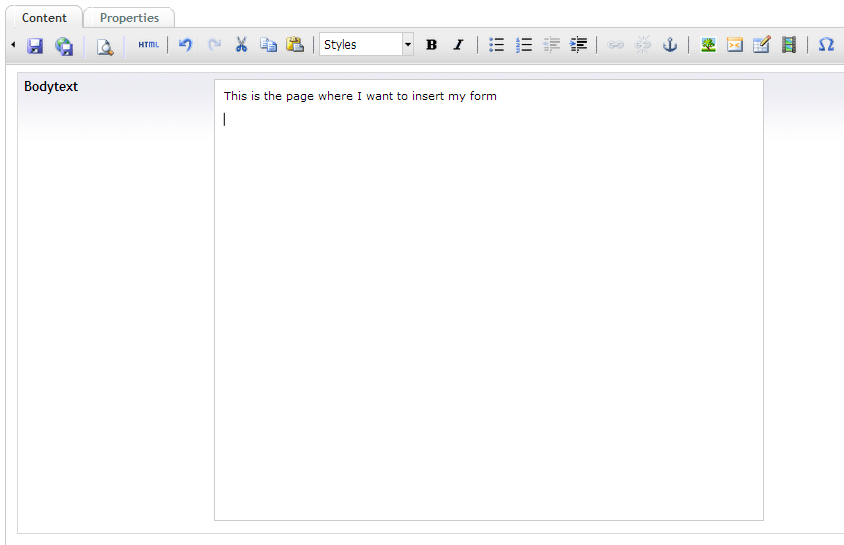 Content Properties
HTML Styles B I Ω
Bodytext
This is the page where I want to insert my form